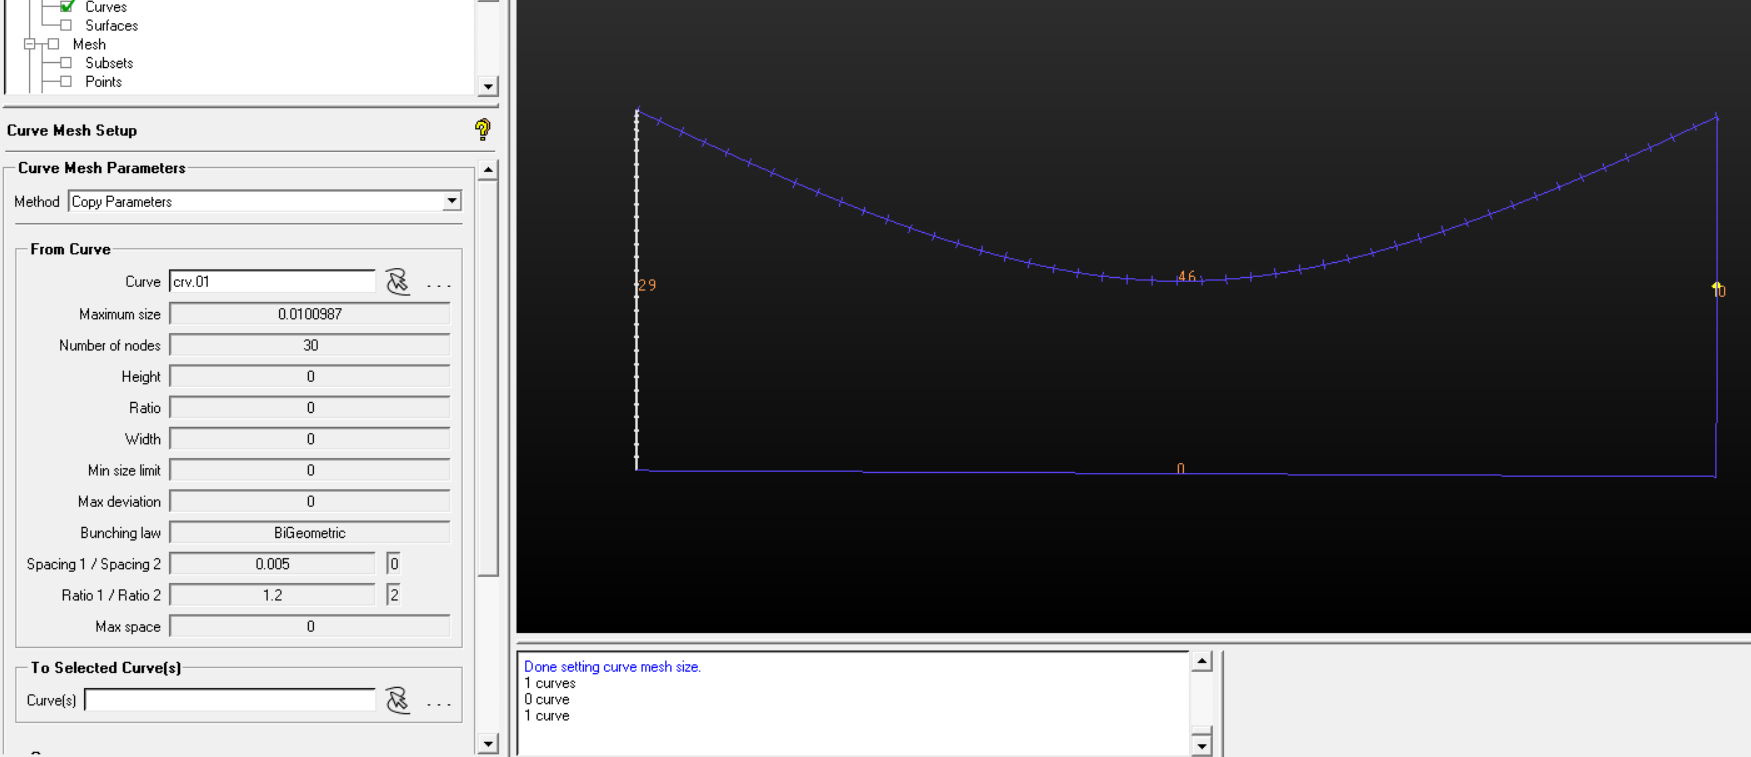 Curves
Surfaces
Mesh
Subsets
Points
Curve Mesh Setup
Curve Mesh Parameters
Method Copy Parameters
From Curve
Curve crv.01 ...
Maximum size 0.0100987
Number of nodes 30
Height 0
Ratio 0
Width 0
Min size limit 0
Max deviation 0
Bunching law BiGeometric
Spacing 1 / Spacing 2 0.005 0
Ratio 1 / Ratio 2 1.2 2
Max space 0
To Selected Curve(s)
Curve(s) ...
29
46
0
Done setting curve mesh size.
1 curves
0 curve
1 curve